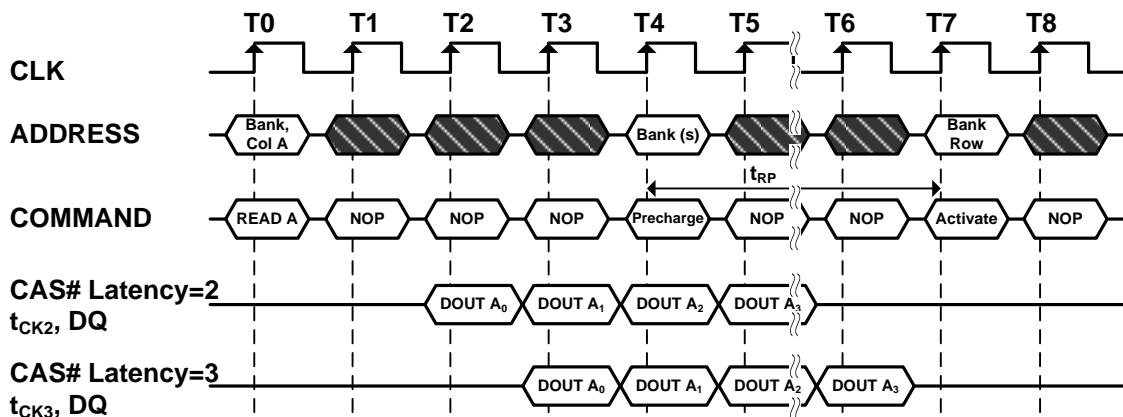 T0 T1 T2 T3 T4 T5 T6 T7 T8
CLK
ADDRESS
Bank, Col A
Bank (s)
Bank Row
tRP
COMMAND
READ A NOP NOP NOP Precharge NOP NOP Activate NOP
CAS# Latency=2
tCK2, DQ
DOUT A0 DOUT A1 DOUT A2 DOUT A3
CAS# Latency=3
tCK3, DQ
DOUT A0 DOUT A1 DOUT A2 DOUT A3